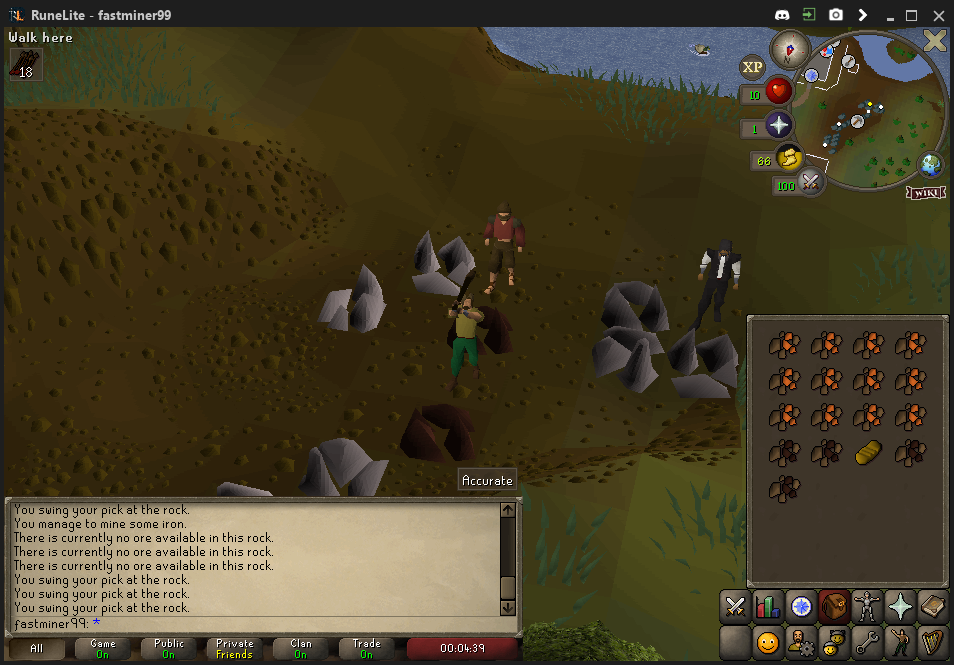 RuneLite - fastminer99
Walk here
18
XP
N
10
1
66
100
WIKI
Accurate
You swing your pick at the rock.
You manage to mine some iron.
There is currently no ore available in this rock.
There is currently no ore available in this rock.
There is currently no ore available in this rock.
You swing your pick at the rock.
You swing your pick at the rock.
You swing your pick at the rock.
fastminer99: *
All
Game
On
Public
On
Private
Friends
Clan
On
Trade
On
00:04:39